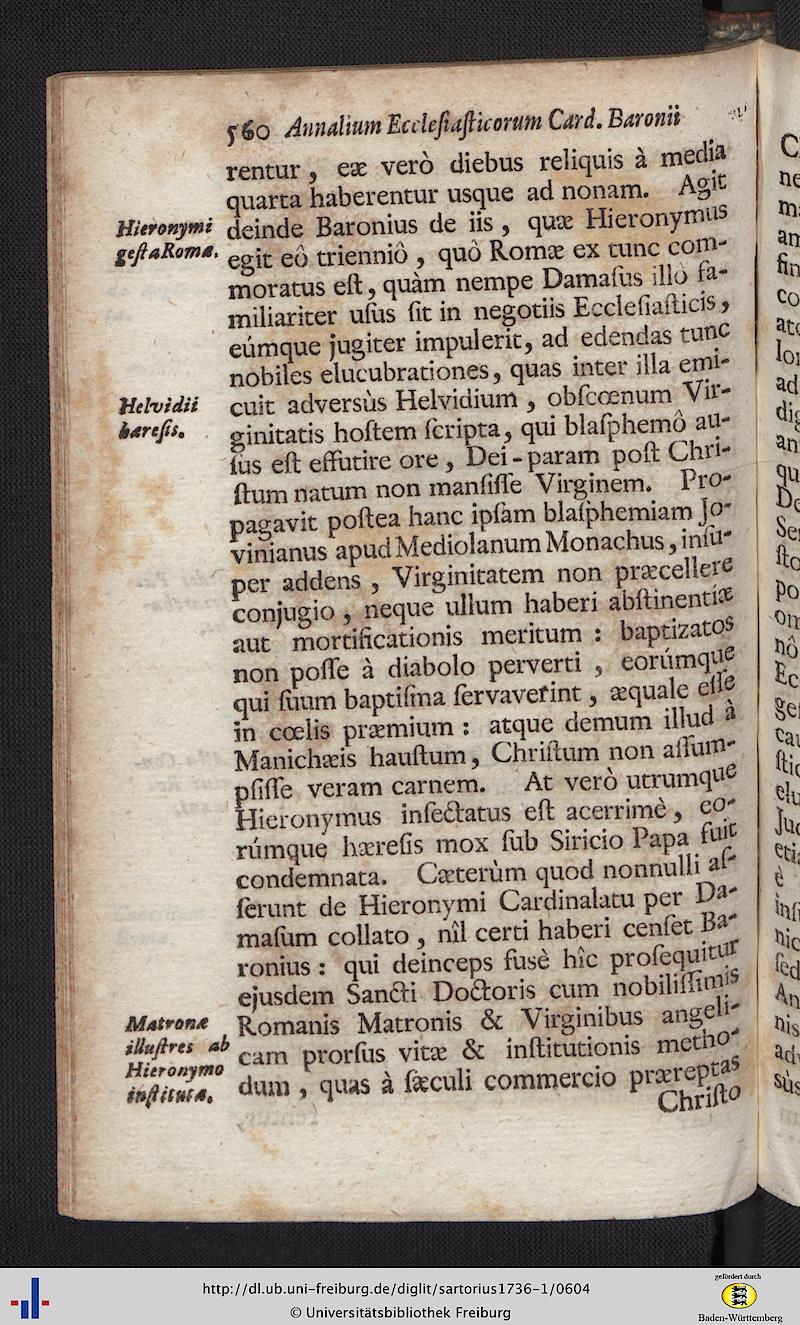 560 Annalium Eccleſiaſticorum Card. Baronii
rentur, eæ verò diebus reliquis à media
quarta haberentur usque ad nonam. Agit
Hieronymi
geſta Romæ.
deinde Baronius de iis, quæ Hieronymus
egit eô trienniô, quô Romæ ex tunc com-
moratus eſt, quàm nempe Damaſus illô fa-
miliariter uſus ſit in negotiis Eccleſiaſticis,
eúmque jugiter impulerit, ad edendas tunc
nobiles elucubrationes, quas inter illa emi-
Helvidii
hæreſis.
cuit adversùs Helvidium, obſcœnum Vir-
ginitatis hoſtem ſcripta, qui blaſphemô au-
ſus eſt effutire ore, Dei-param poſt Chri-
ſtum natum non manſiſſe Virginem. Pro-
pagavit poſtea hanc ipſam blaſphemiam Jo-
vinianus apud Mediolanum Monachus, inſu-
per addens, Virginitatem non præcellere
conjugio, neque ullum haberi abſtinentiæ
aut mortificationis meritum: baptizatos
non poſſe à diabolo perverti, eorúmque
qui ſuum baptiſma ſervaverint, æquale eſſe
in cœlis præmium: atque demum illud à
Manichæis hauſtum, Chriſtum non aſſum-
pſiſſe veram carnem. At verò utrumque
Hieronymus inſectatus eſt acerrimè, eo-
rúmque hæreſis mox ſub Siricio Papa fuit
condemnata. Cæterùm quod nonnulli aſ-
ſerunt de Hieronymi Cardinalatu per Da-
maſum collato, nîl certi haberi cenſet Ba-
ronius: qui deinceps fusè hîc proſequitur
ejusdem Sancti Doctoris cum nobiliſſimis
Matronæ
illuſtres ab
Hieronymo
inſtitutæ.
Romanis Matronis & Virginibus angeli-
cam prorſus vitæ & inſtitutionis metho-
dum, quas à ſæculi commercio præreptas
Chriſto
http://dl.ub.uni-freiburg.de/diglit/sartorius1736-1/0604
© Universitätsbibliothek Freiburg
gefördert durch
Baden-Württemberg